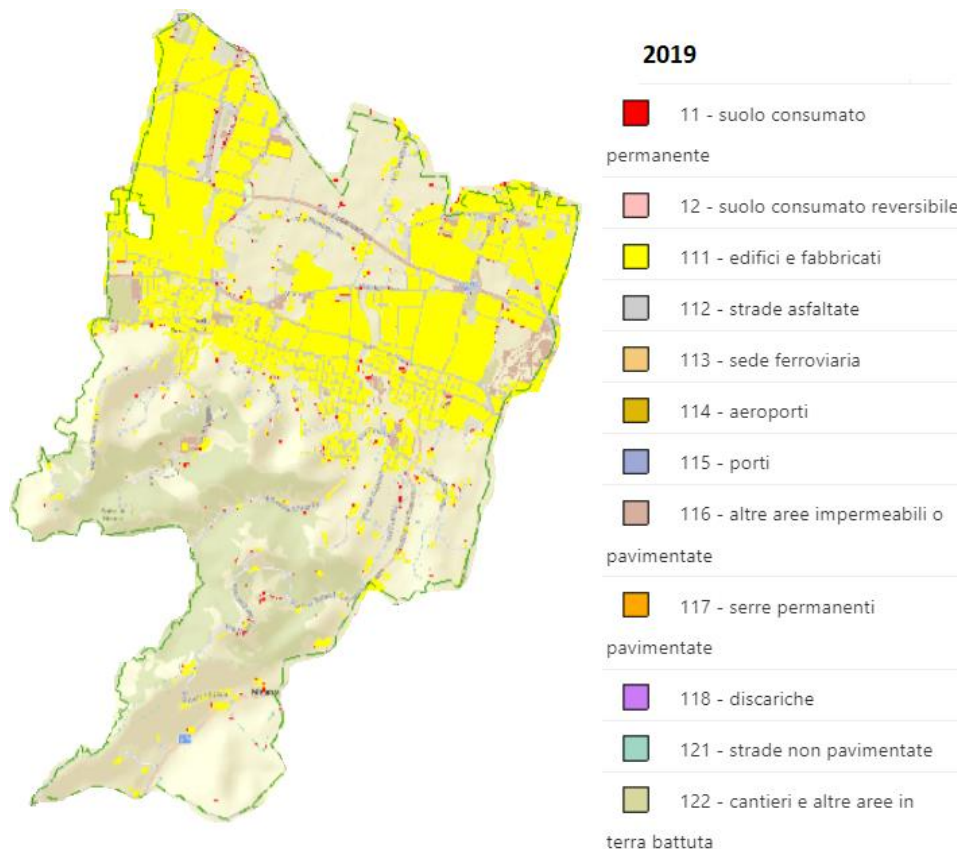 2019
11 - suolo consumato
permanente
12 - suolo consumato reversibile
111 - edifici e fabbricati
112 - strade asfaltate
113 - sede ferroviaria
114 - aeroporti
115 - porti
116 - altre aree impermeabili o
pavimentate
117 - serre permanenti
pavimentate
118 - discariche
121 - strade non pavimentate
122 - cantieri e altre aree in
terra battuta